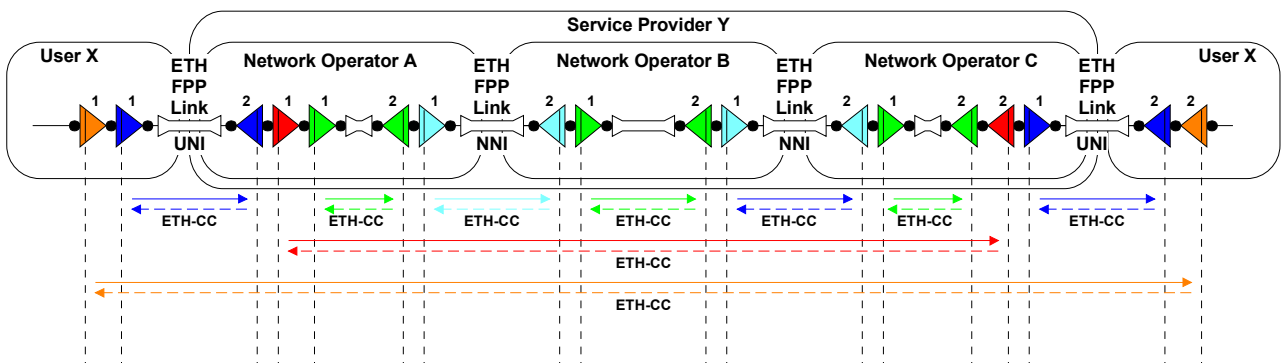 Service Provider Y
User X
ETH
FPP
Link
Network Operator A
ETH
FPP
Link
Network Operator B
ETH
FPP
Link
Network Operator C
ETH
FPP
Link
User X
1 1 2 1 1 2 1 2 1 2 1 2 1 2 2 1 2 2
UNI
NNI
NNI
UNI
ETH-CC ETH-CC ETH-CC ETH-CC ETH-CC ETH-CC ETH-CC
ETH-CC
ETH-CC